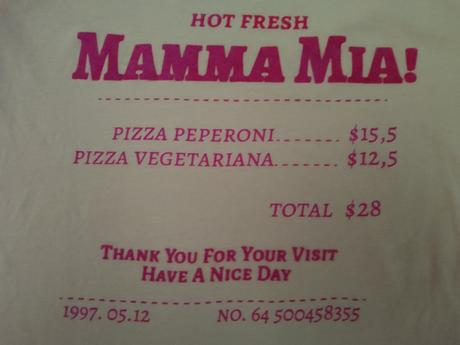 HOT FRESH
MAMMA MIA!
PIZZA PEPERONI....... $15,5
PIZZA VEGETARIANA....... $12,5
TOTAL $28
THANK YOU FOR YOUR VISIT
HAVE A NICE DAY
1997. 05.12 NO. 64 500458355